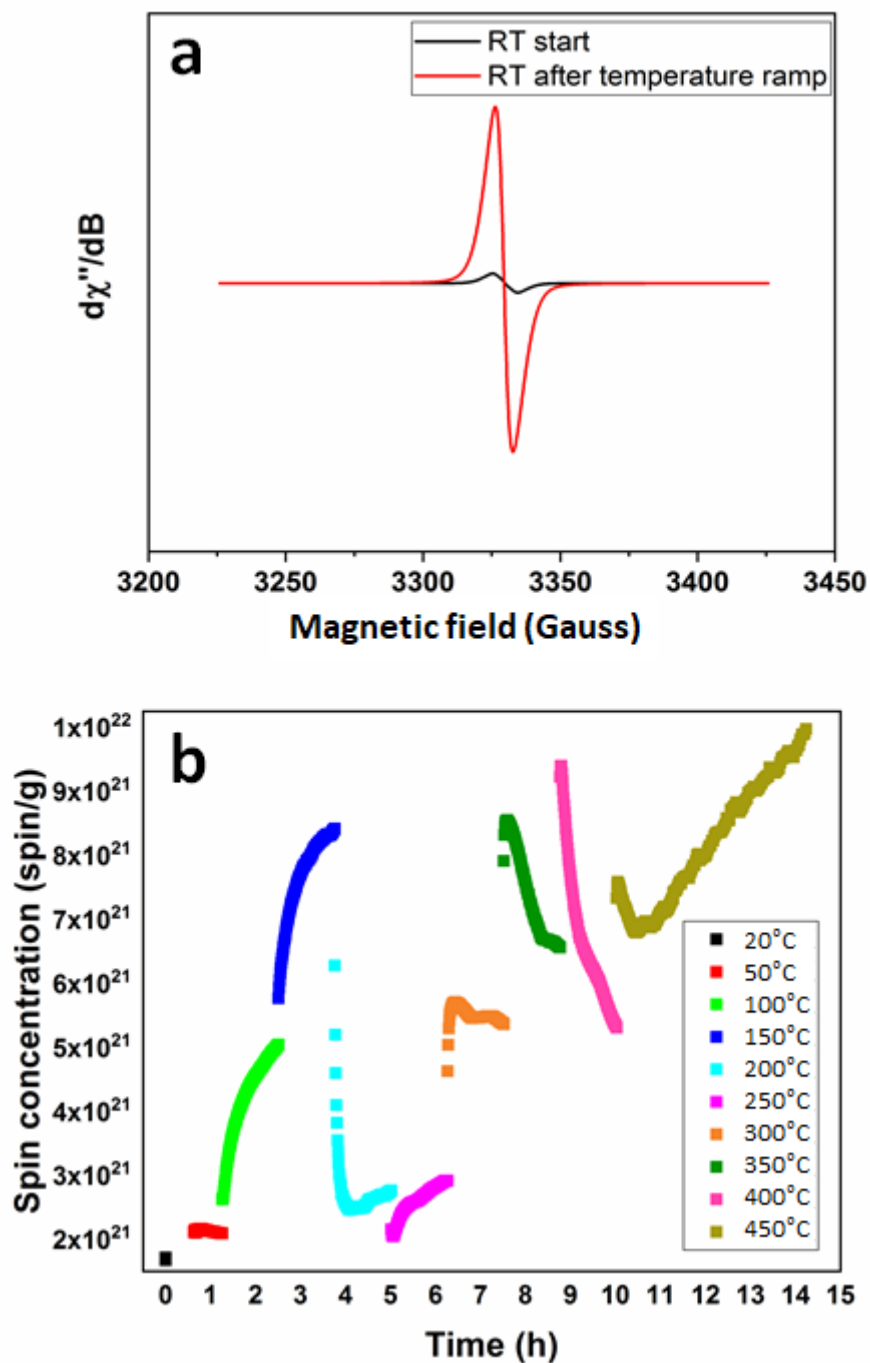 a
RT start
RT after temperature ramp
dχ''/dB
3200 3250 3300 3350 3400 3450
Magnetic field (Gauss)
b
1x10²²
9x10²¹
8x10²¹
7x10²¹
6x10²¹
5x10²¹
4x10²¹
3x10²¹
2x10²¹
Spin concentration (spin/g)
20°C
50°C
100°C
150°C
200°C
250°C
300°C
350°C
400°C
450°C
0 1 2 3 4 5 6 7 8 9 10 11 12 13 14 15
Time (h)